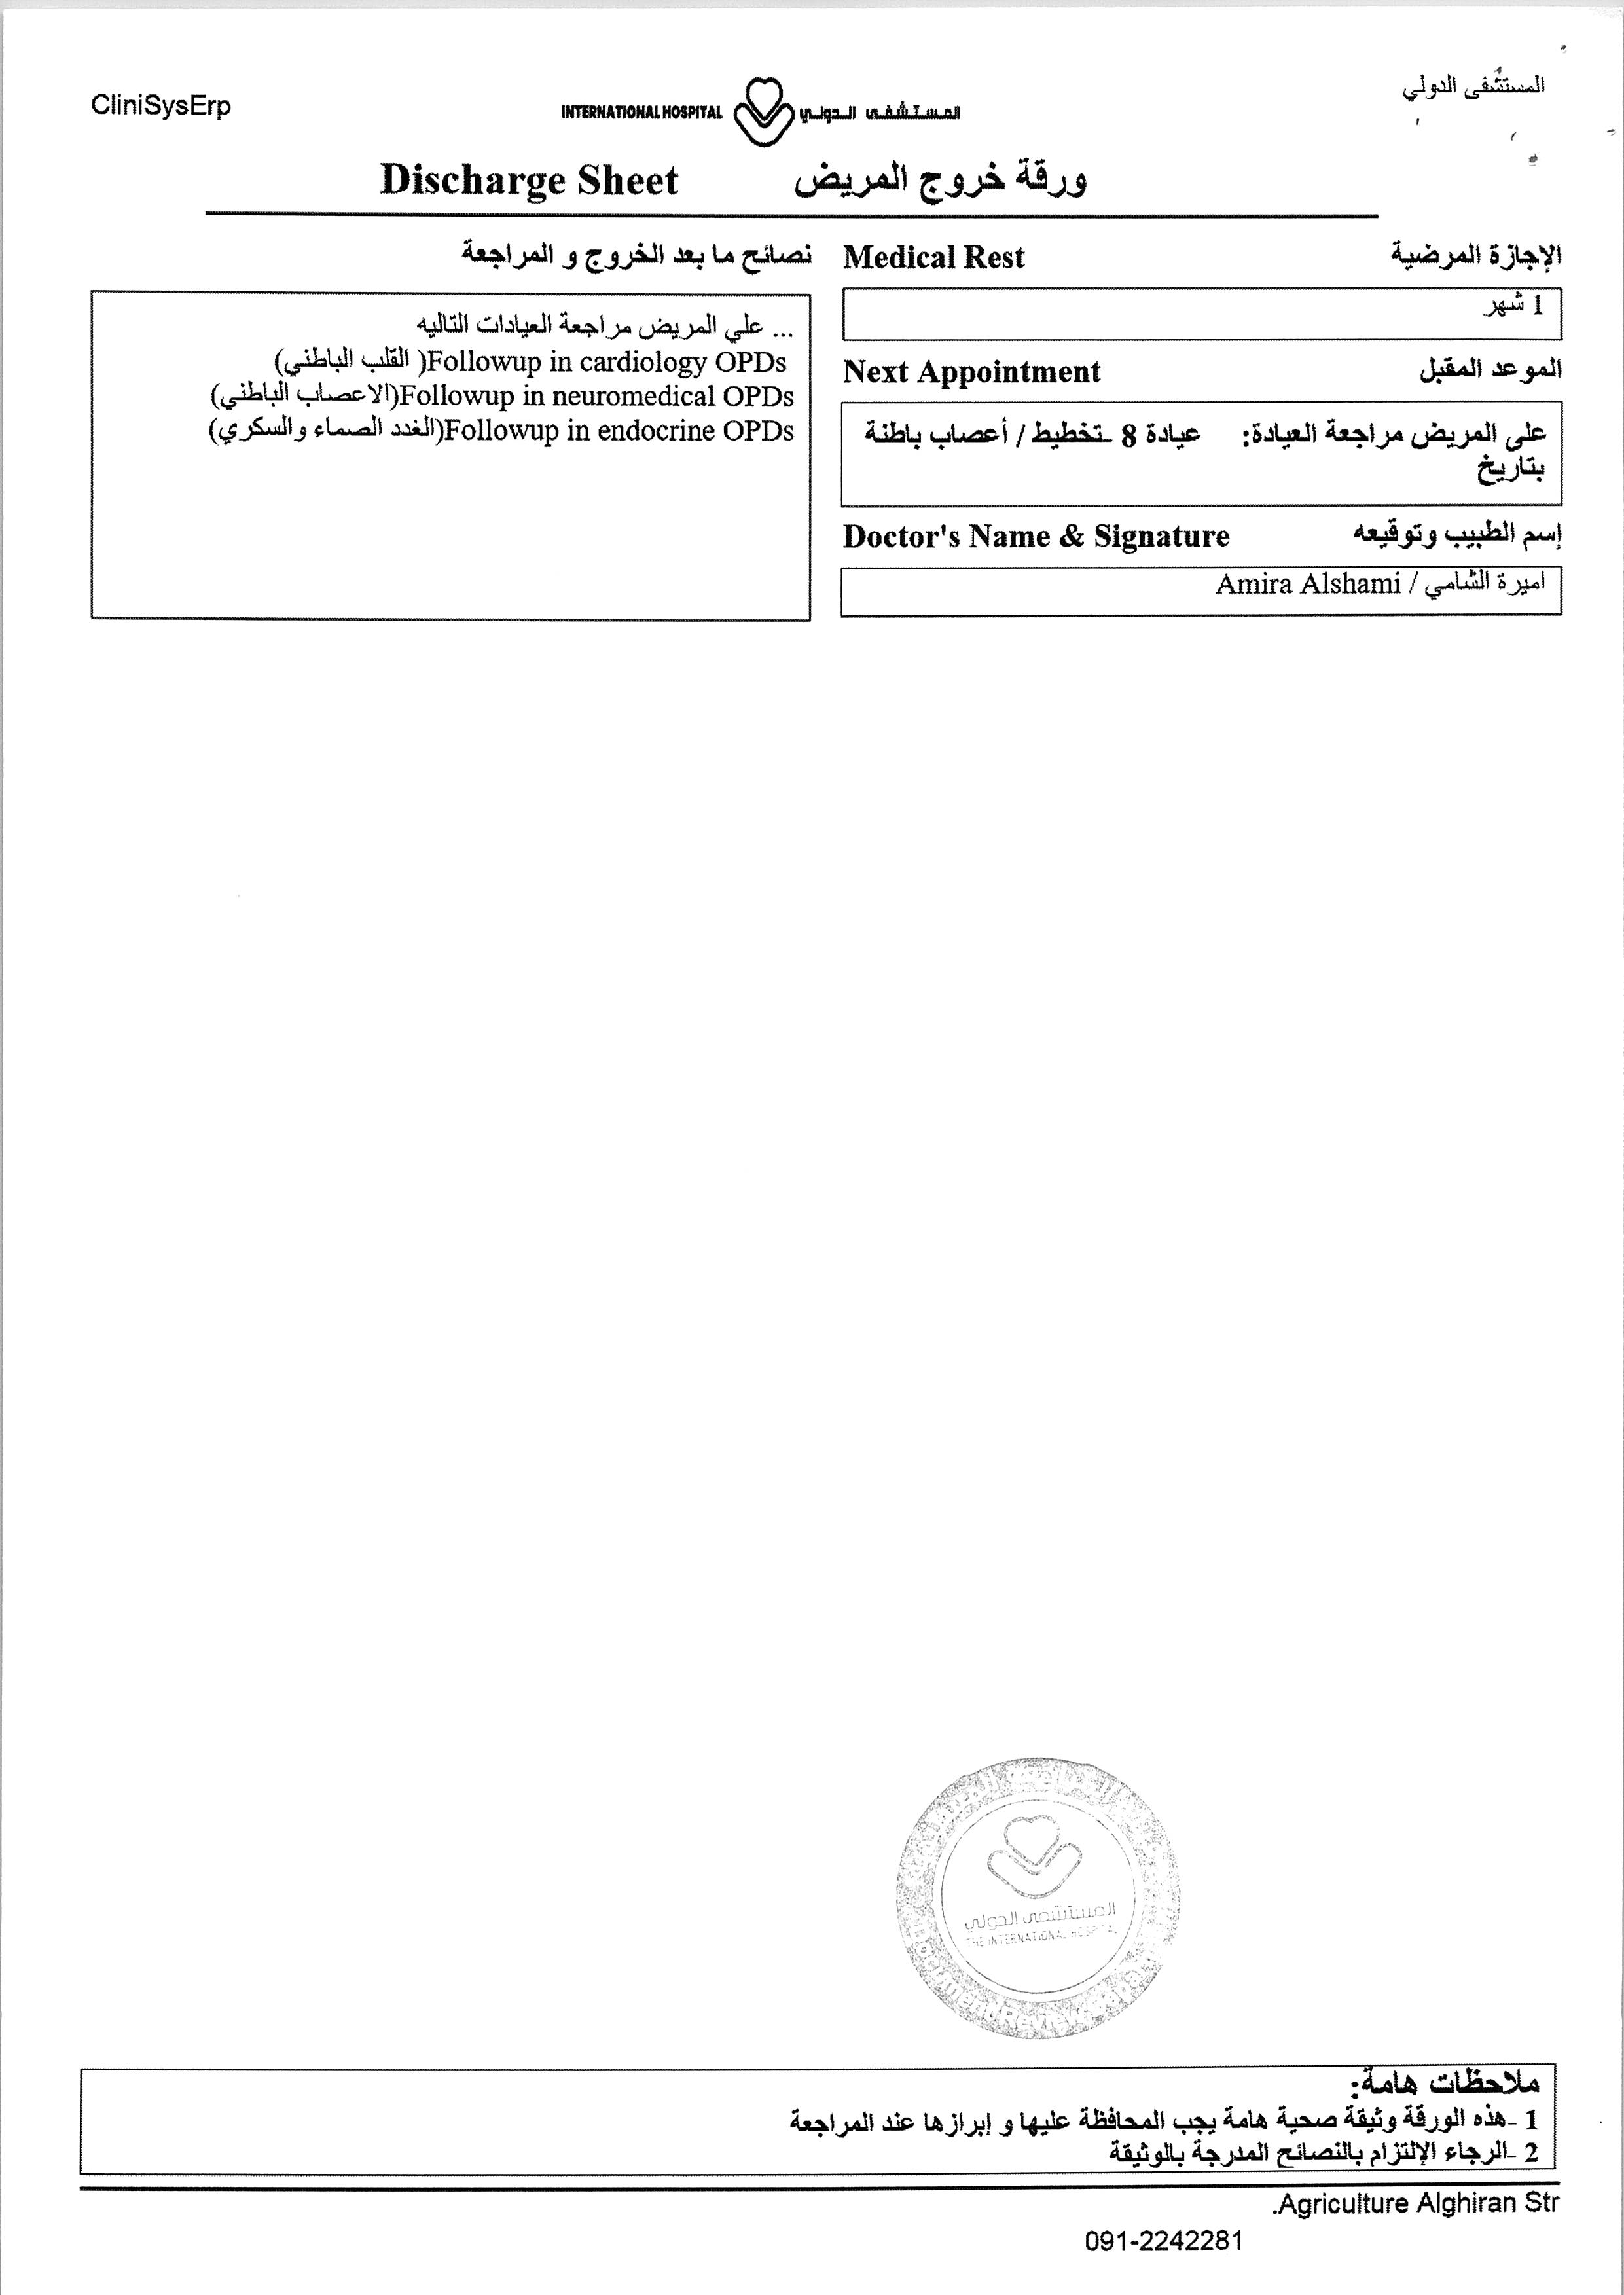 CliniSysErp
INTERNATIONAL HOSPITAL المستشفى الدولي
المستشفى الدولي
Discharge Sheet ورقة خروج المريض
الإجازة المرضية Medical Rest
1 شهر
الموعد المقبل Next Appointment
على المريض مراجعة العيادة: عيادة 8 _تخطيط / أعصاب باطنة
بتاريخ
إسم الطبيب وتوقيعه Doctor's Name & Signature
اميرة الشامي / Amira Alshami
نصائح ما بعد الخروج و المراجعة
... علي المريض مراجعة العيادات التاليه
Followup in cardiology OPDs( القلب الباطني)
Followup in neuromedical OPDs(الاعصاب الباطني)
Followup in endocrine OPDs(الغدد الصماء والسكري)
المستشفى الدولي
THE INTERNATIONAL HOSPITAL
ملاحظات هامة:
1 -هذه الورقة وثيقة صحية هامة يجب المحافظة عليها و إبرازها عند المراجعة
2 -الرجاء الإلتزام بالنصائح المدرجة بالوثيقة
.Agriculture Alghiran Str
091-2242281